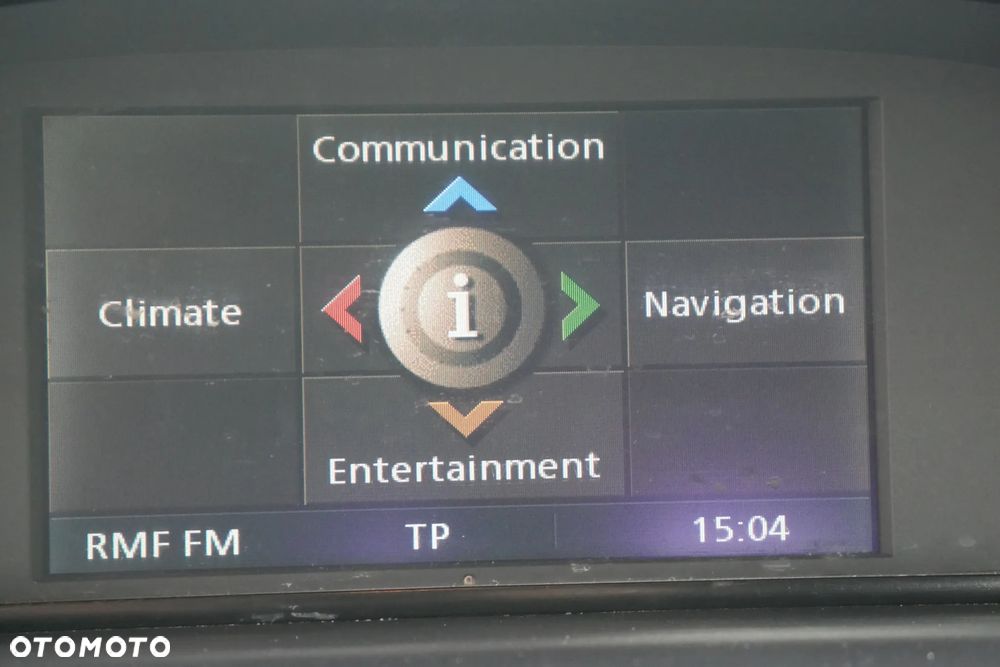 Communication
Climate
i
Navigation
Entertainment
RMF FM TP 15:04
OTOMOTO